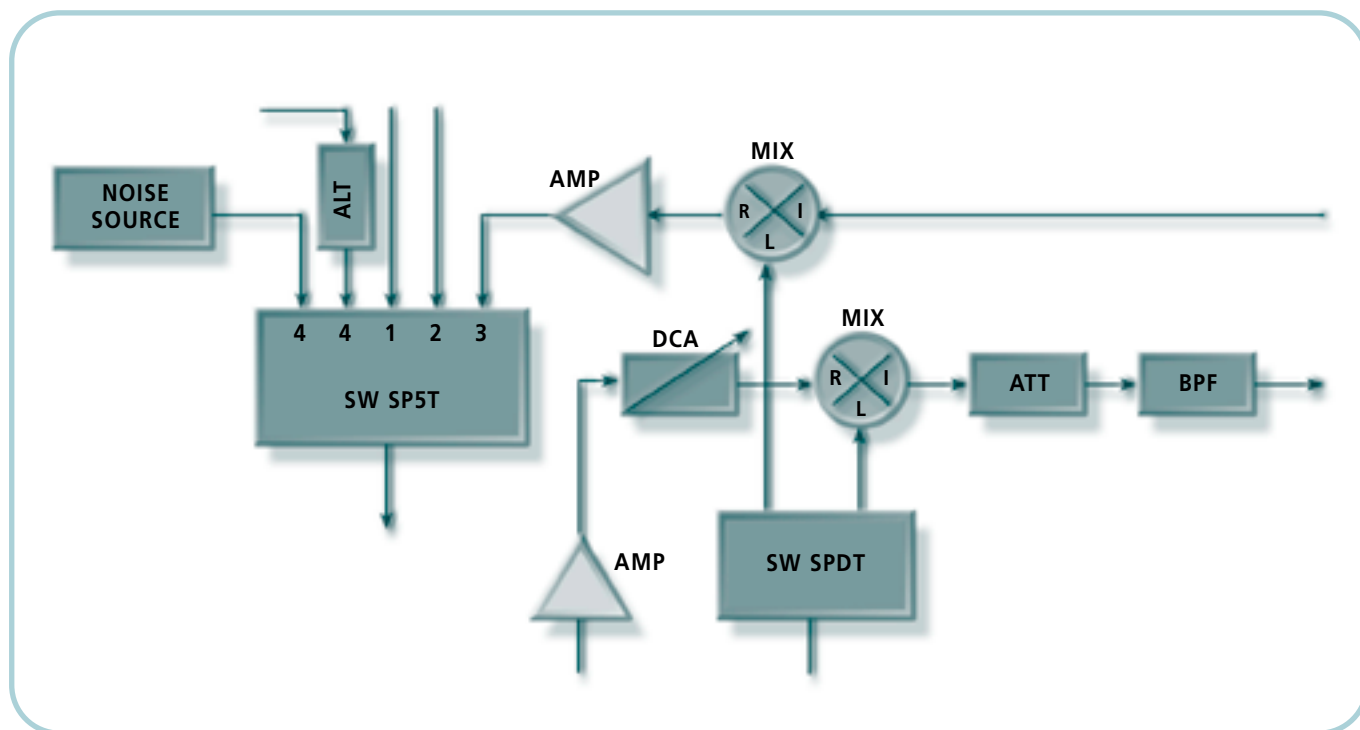 MIX
AMP
NOISE
SOURCE
ALT
R
I
L
4 4 1 2 3
SW SP5T
DCA
MIX
R
I
L
ATT
BPF
AMP
SW SPDT